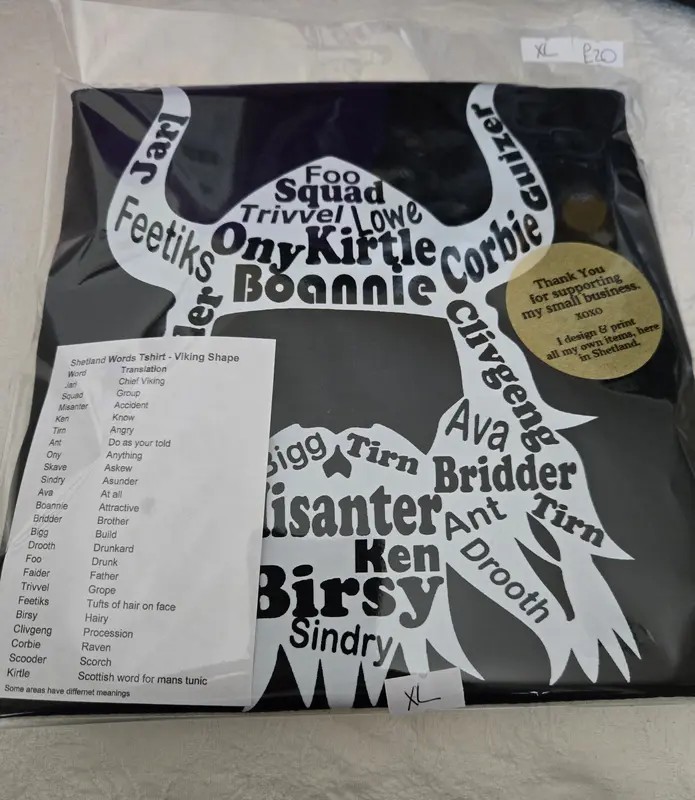 XL £20
Jarl
Guizer
Foo
Squad
Trivvel Lowe
Feetiks
Ony Kirtle Corbie
Boannie
Clivgeng
Thank You
for supporting
my small business.
xoxo
I design & print
all my own items, here
in Shetland.
Ava
Bigg Tirn Bridder
Misanter Ant Tirn
Ken Drooth
Birsy
Sindry
XL
Shetland Words Tshirt - Viking Shape
Word Translation
Jarl Chief Viking
Squad Group
Misanter Accident
Ken Know
Tirn Angry
Ant Do as your told
Ony Anything
Skave Askew
Sindry Asunder
Ava At all
Boannie Attractive
Bridder Brother
Bigg Build
Drooth Drunkard
Foo Drunk
Faider Father
Trivvel Grope
Feetiks Tufts of hair on face
Birsy Hairy
Clivgeng Procession
Corbie Raven
Scooder Scorch
Kirtle Scottish word for mans tunic
Some areas have differnet meanings